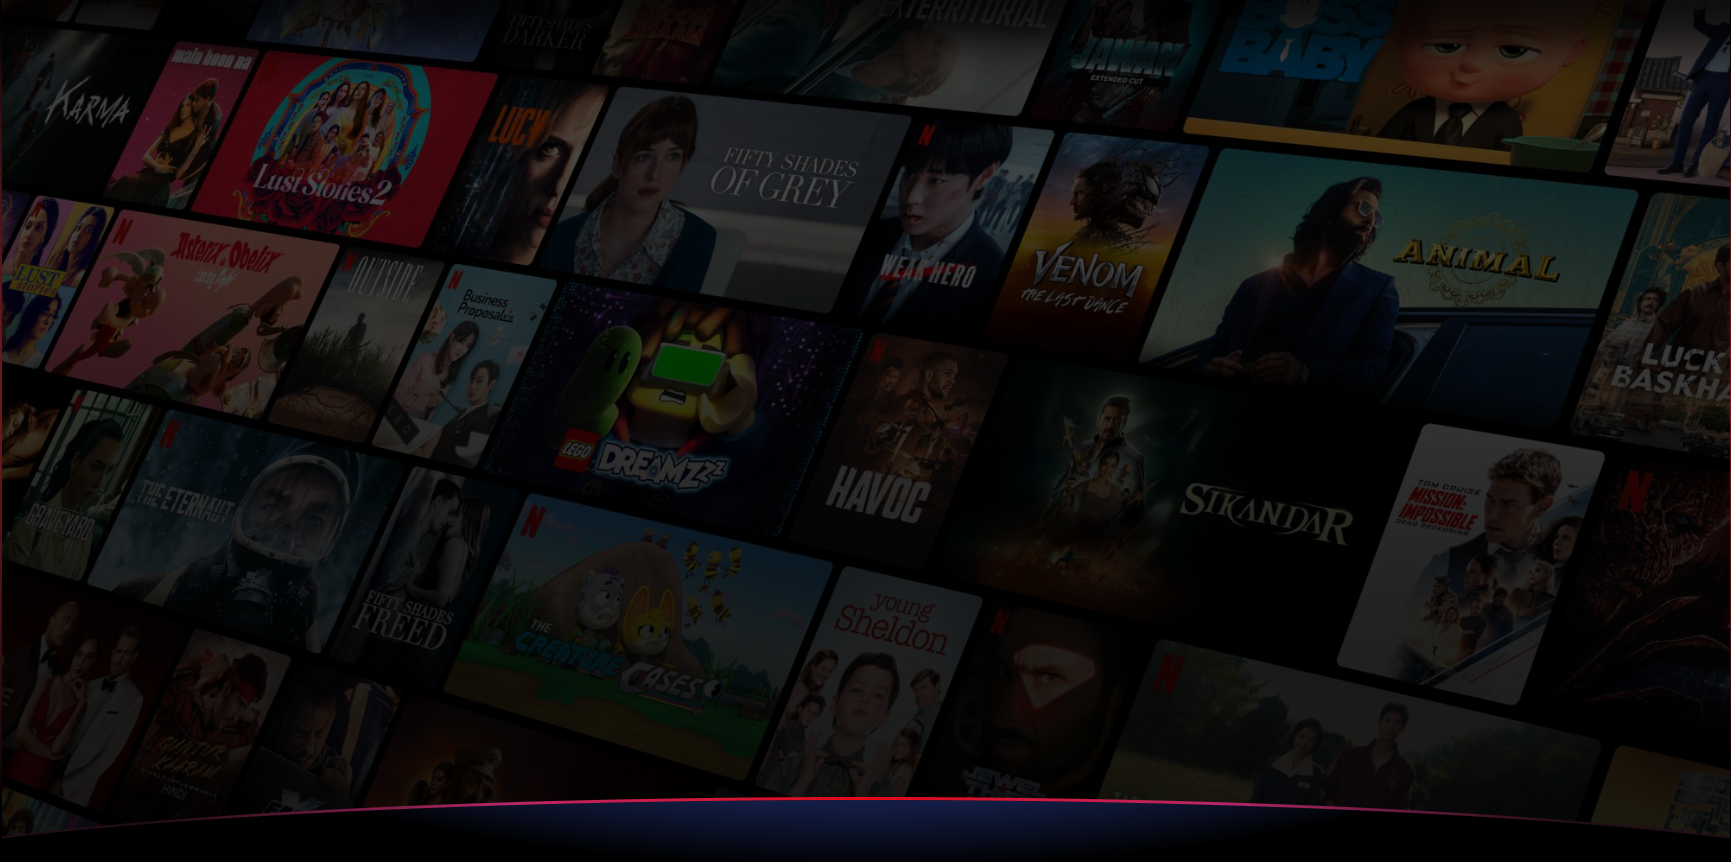 FIFTY SHADES
DARKER
EXTERRITORIAL
JAWAN
EXTENDED CUT
BOSS
BABY
KARMA
main hoon na
Lust Stories 2
LUCY
FIFTY SHADES
OF GREY
N
WEAK HERO
VENOM
THE LAST DANCE
ANIMAL
LUCKY
BASKHA
LUST
stories
N
Asterix & Obelix
N
OUTSIDE
N
Business
Proposal
LEGO
DREAMZzz
N
HAVOC
SIKANDAR
TOM CRUISE
MISSION:
IMPOSSIBLE
DEAD RECKONING
N
GRAVEYARD
N
THE ETERNAUT
FIFTY SHADES
FREED
N
THE
CREATURE
CASES
young
Sheldon
N
JEWEL
N
GUNTUR
KAARAM
HINDI